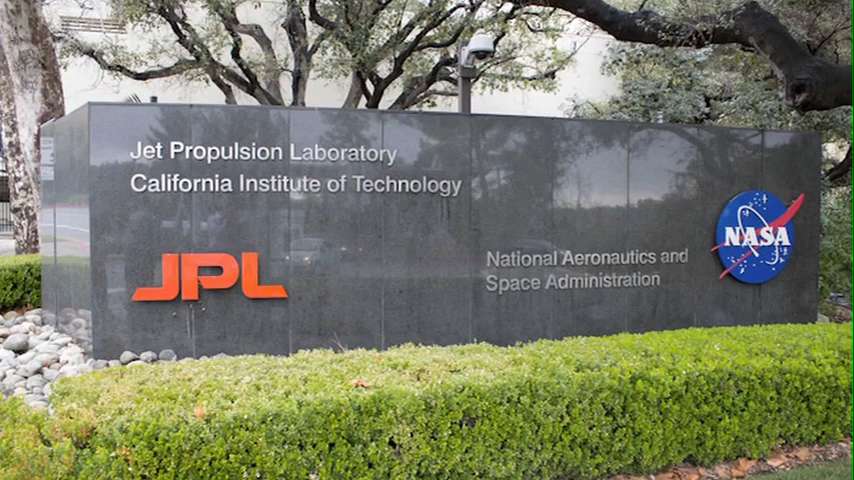 Jet Propulsion Laboratory
California Institute of Technology
JPL
National Aeronautics and
Space Administration
NASA